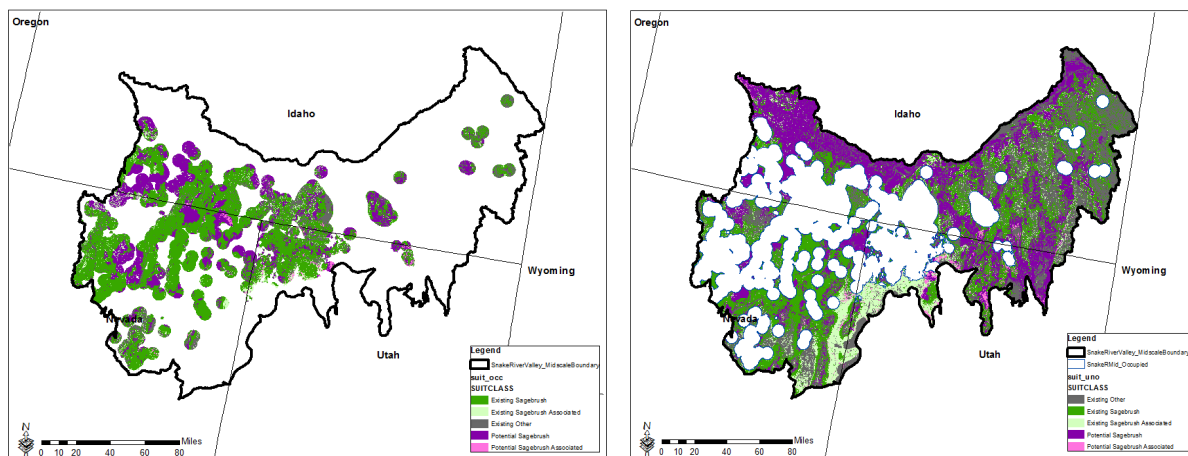 Oregon
Idaho
Wyoming
Nevada
Utah
Legend
SnakeRiverValley_MidscaleBoundary
suit_occ
SUITCLASS
Existing Sagebrush
Existing Sagebrush Associated
Existing Other
Potential Sagebrush
Potential Sagebrush Associated
N
0 10 20 40 60 80
Miles
Oregon
Idaho
Wyoming
Nevada
Utah
Legend
SnakeRiverValley_MidscaleBoundary
SnakeRMid_Occupied
suit_uno
SUITCLASS
Existing Other
Existing Sagebrush
Existing Sagebrush Associated
Potential Sagebrush
Potential Sagebrush Associated
N
0 10 20 40 60 80
Miles